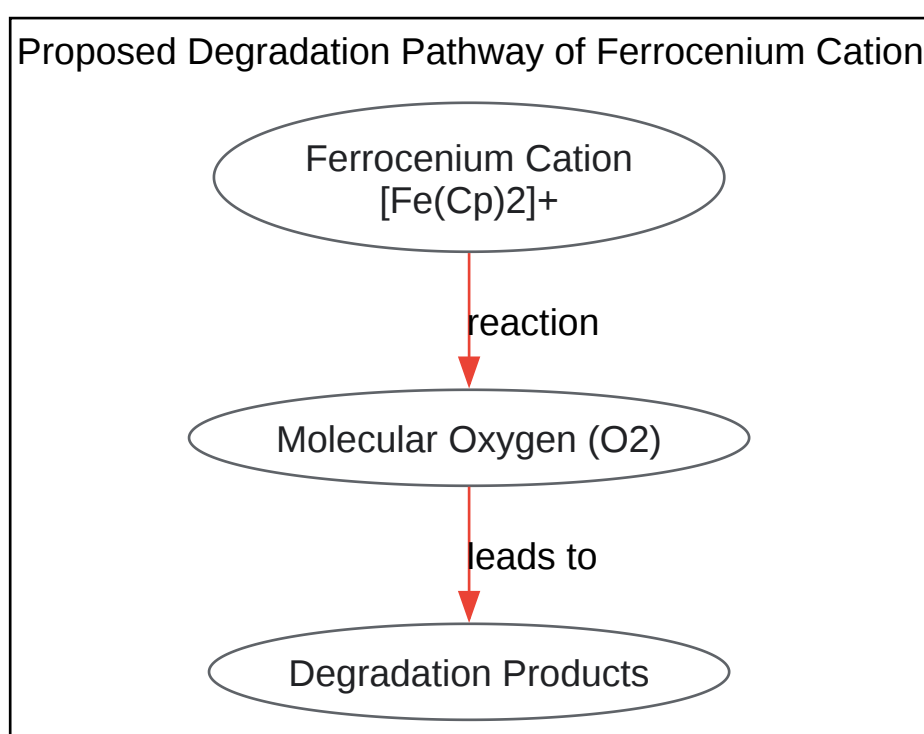 Proposed Degradation Pathway of Ferrocenium Cation
Ferrocenium Cation
[Fe(Cp)2]+
reaction
Molecular Oxygen (O2)
leads to
Degradation Products